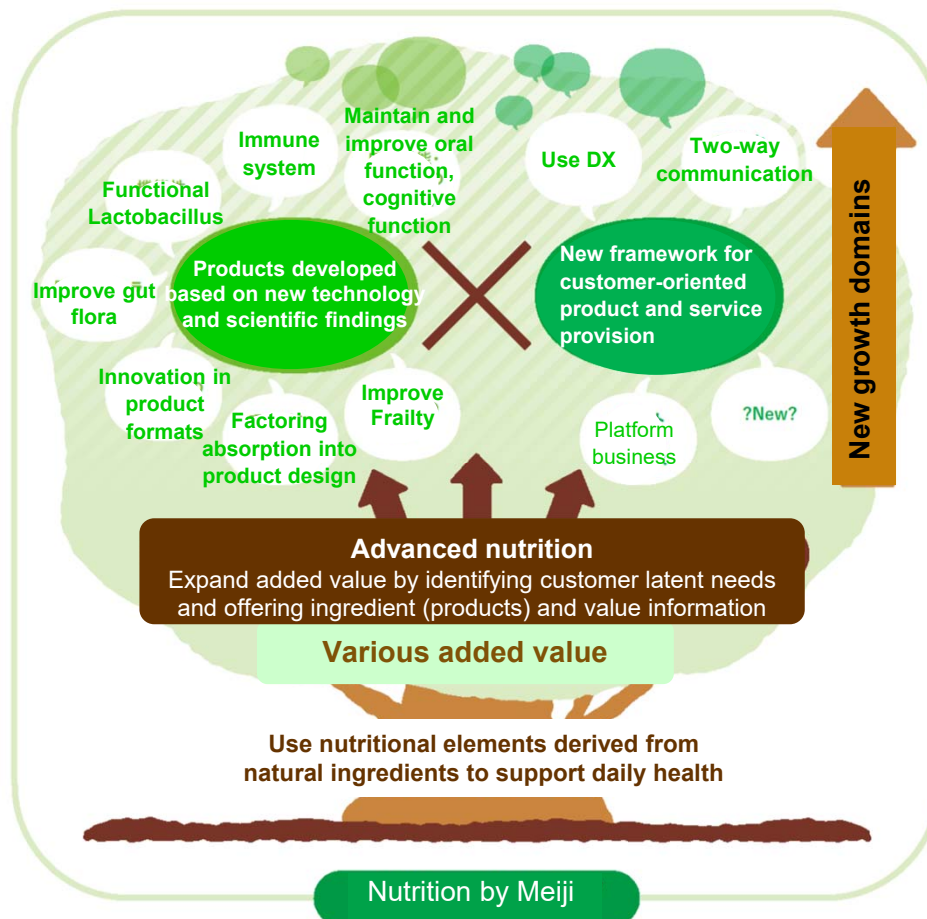 Maintain and
improve oral
function,
cognitive
function
Immune
system
Functional
Lactobacillus
Improve gut
flora
Products developed
based on new technology
and scientific findings
Innovation in
product
formats
Factoring
absorption into
product design
Improve
Frailty
Use DX
Two-way
communication
New framework for
customer-oriented
product and service
provision
Platform
business
?New?
New growth domains
Advanced nutrition
Expand added value by identifying customer latent needs
and offering ingredient (products) and value information
Various added value
Use nutritional elements derived from
natural ingredients to support daily health
Nutrition by Meiji